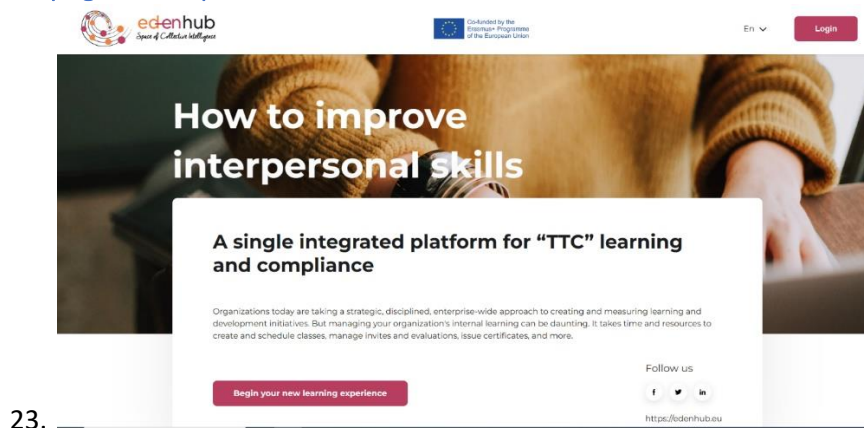 edenhub
Space of Collective Intelligence
Co-funded by the
Erasmus+ Programme
of the European Union
En
Login
How to improve
interpersonal skills
A single integrated platform for “TTC” learning
and compliance
Organizations today are taking a strategic, disciplined, enterprise-wide approach to creating and measuring learning and
development initiatives. But managing your organization's internal learning can be daunting. It takes time and resources to
create and schedule classes, manage invites and evaluations, issue certificates, and more.
Follow us
Begin your new learning experience
f in
https://edenhub.eu
23.